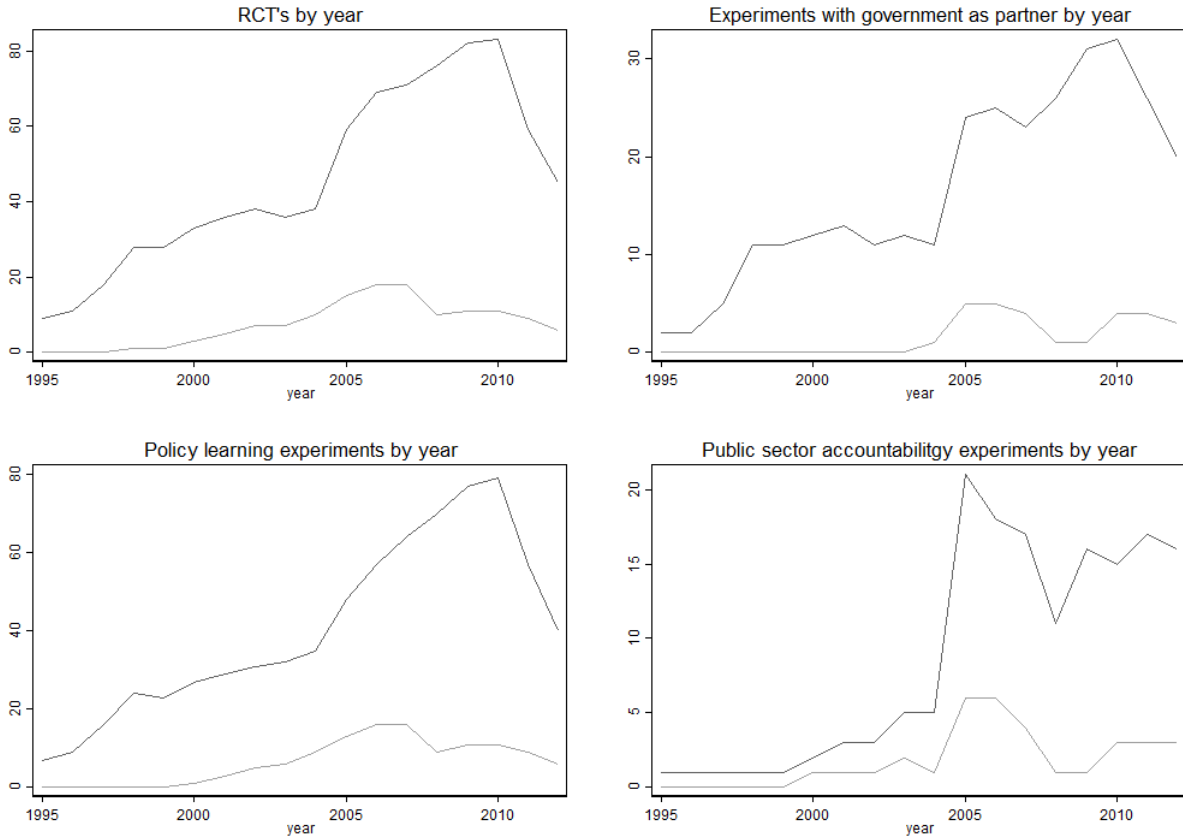 RCT's by year
80
60
40
20
0
1995 2000 2005 2010
year
Experiments with government as partner by year
30
20
10
0
1995 2000 2005 2010
year
Policy learning experiments by year
80
60
40
20
0
1995 2000 2005 2010
year
Public sector accountabilitgy experiments by year
20
15
10
5
0
1995 2000 2005 2010
year